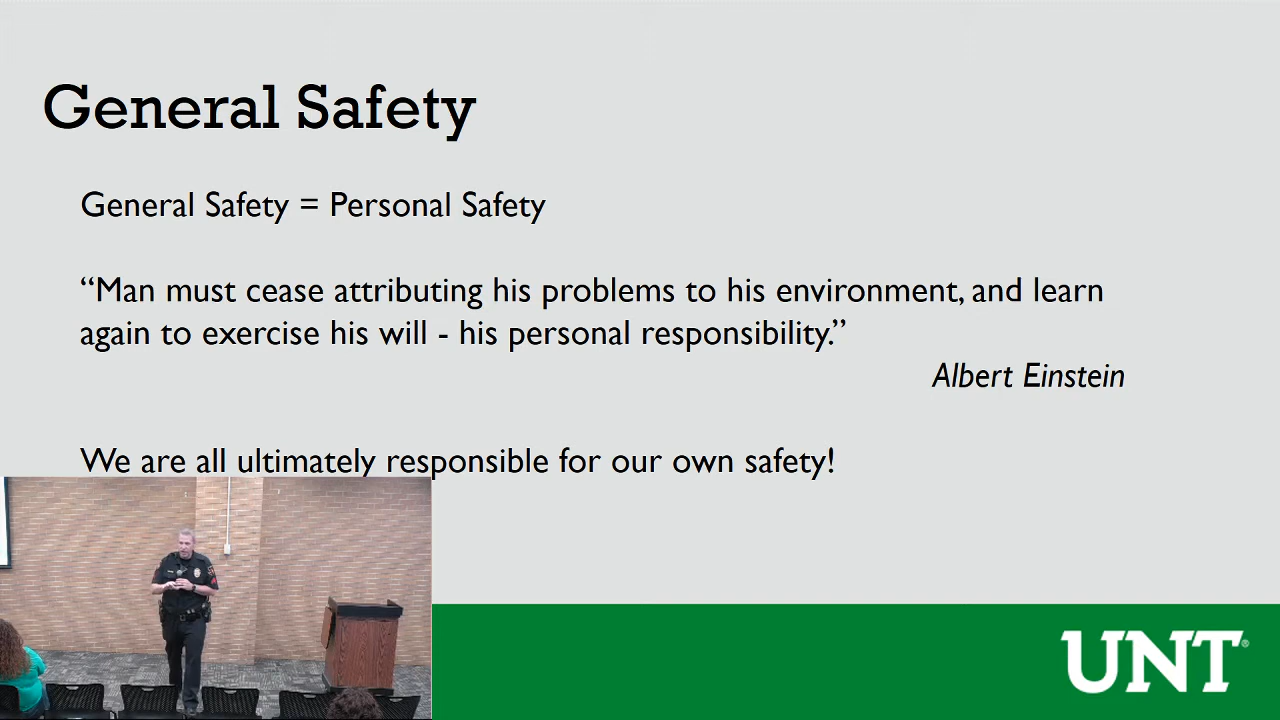 General Safety
General Safety = Personal Safety
“Man must cease attributing his problems to his environment, and learn
again to exercise his will - his personal responsibility.”
Albert Einstein
We are all ultimately responsible for our own safety!
UNT®